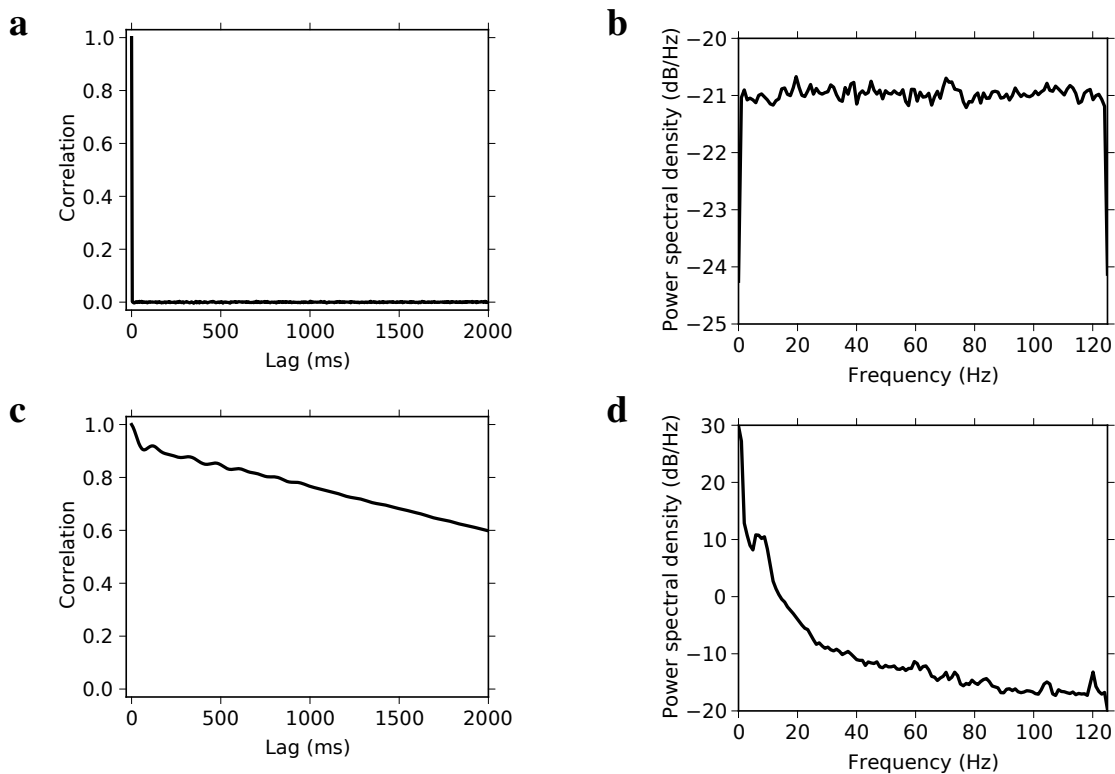 a
1.0
0.8
0.6
0.4
0.2
0.0
Correlation
0 500 1000 1500 2000
Lag (ms)
b
−20
−21
−22
−23
−24
−25
Power spectral density (dB/Hz)
0 20 40 60 80 100 120
Frequency (Hz)
c
1.0
0.8
0.6
0.4
0.2
0.0
Correlation
0 500 1000 1500 2000
Lag (ms)
d
30
20
10
0
−10
−20
Power spectral density (dB/Hz)
0 20 40 60 80 100 120
Frequency (Hz)